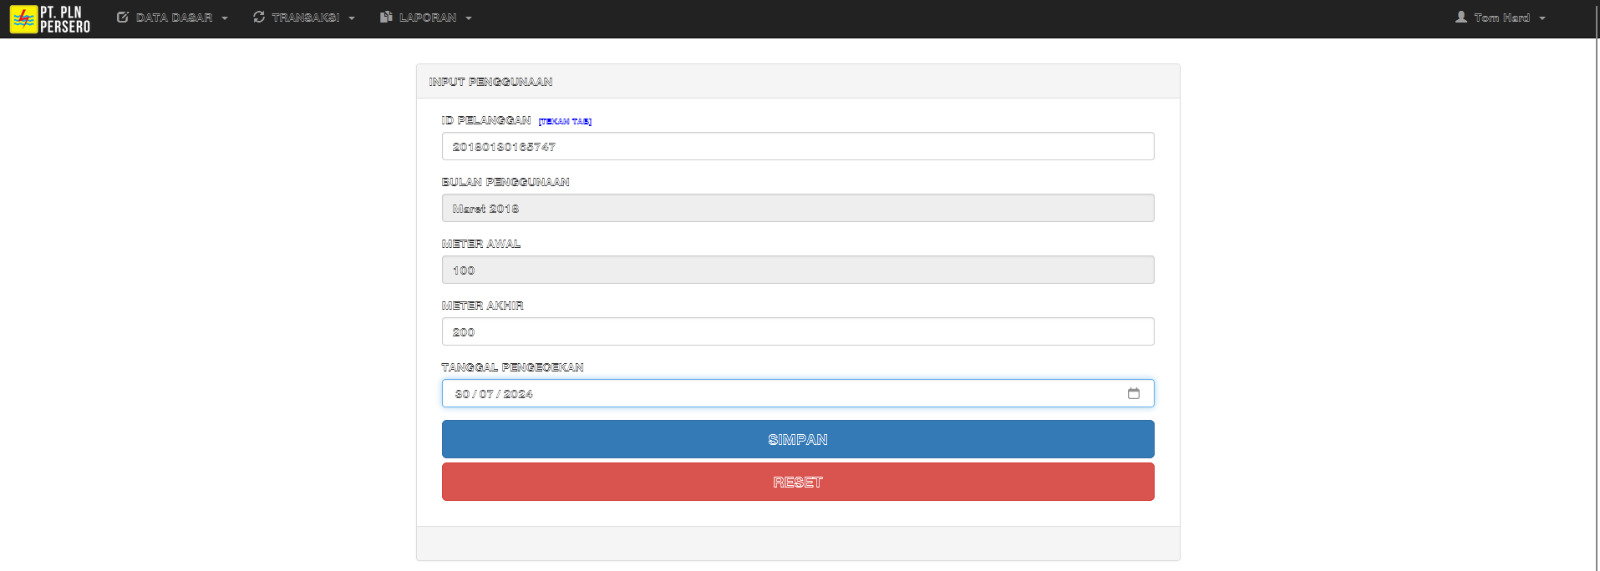 PT. PLN
PERSERO
DATA DASAR
TRANSAKSI
LAPORAN
Tom Hard
INPUT PENGGUNAAN
ID PELANGGAN [TEKAN TAB]
20180130165747
BULAN PENGGUNAAN
Maret 2018
METER AWAL
100
METER AKHIR
200
TANGGAL PENGECEKAN
30 / 07 / 2024
SIMPAN
RESET